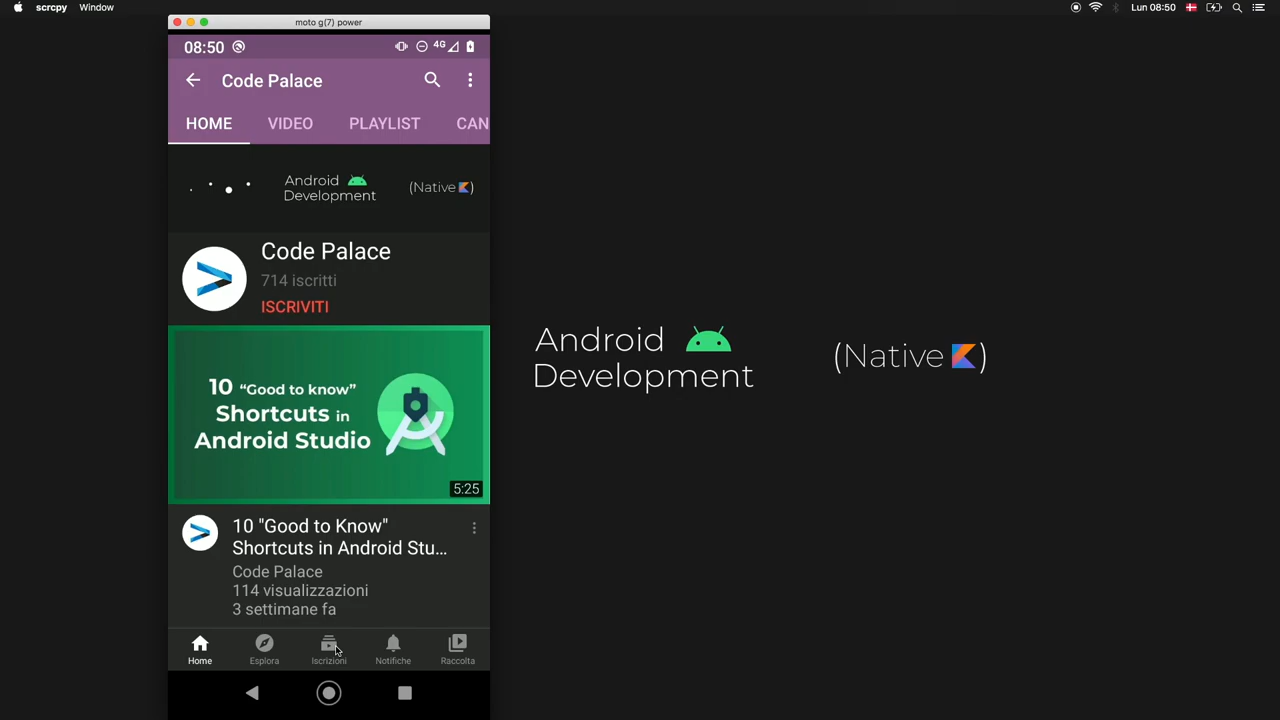 scrcpy Window
Lun 08:50
moto g(7) power
08:50
4G
Code Palace
HOME VIDEO PLAYLIST CAN
Android
Development
(Native )
Code Palace
714 iscritti
ISCRIVITI
10 “Good to know”
Shortcuts in
Android Studio
5:25
10 "Good to Know"
Shortcuts in Android Stu...
Code Palace
114 visualizzazioni
3 settimane fa
Home Esplora Iscrizioni Notifiche Raccolta
Android
Development
(Native )